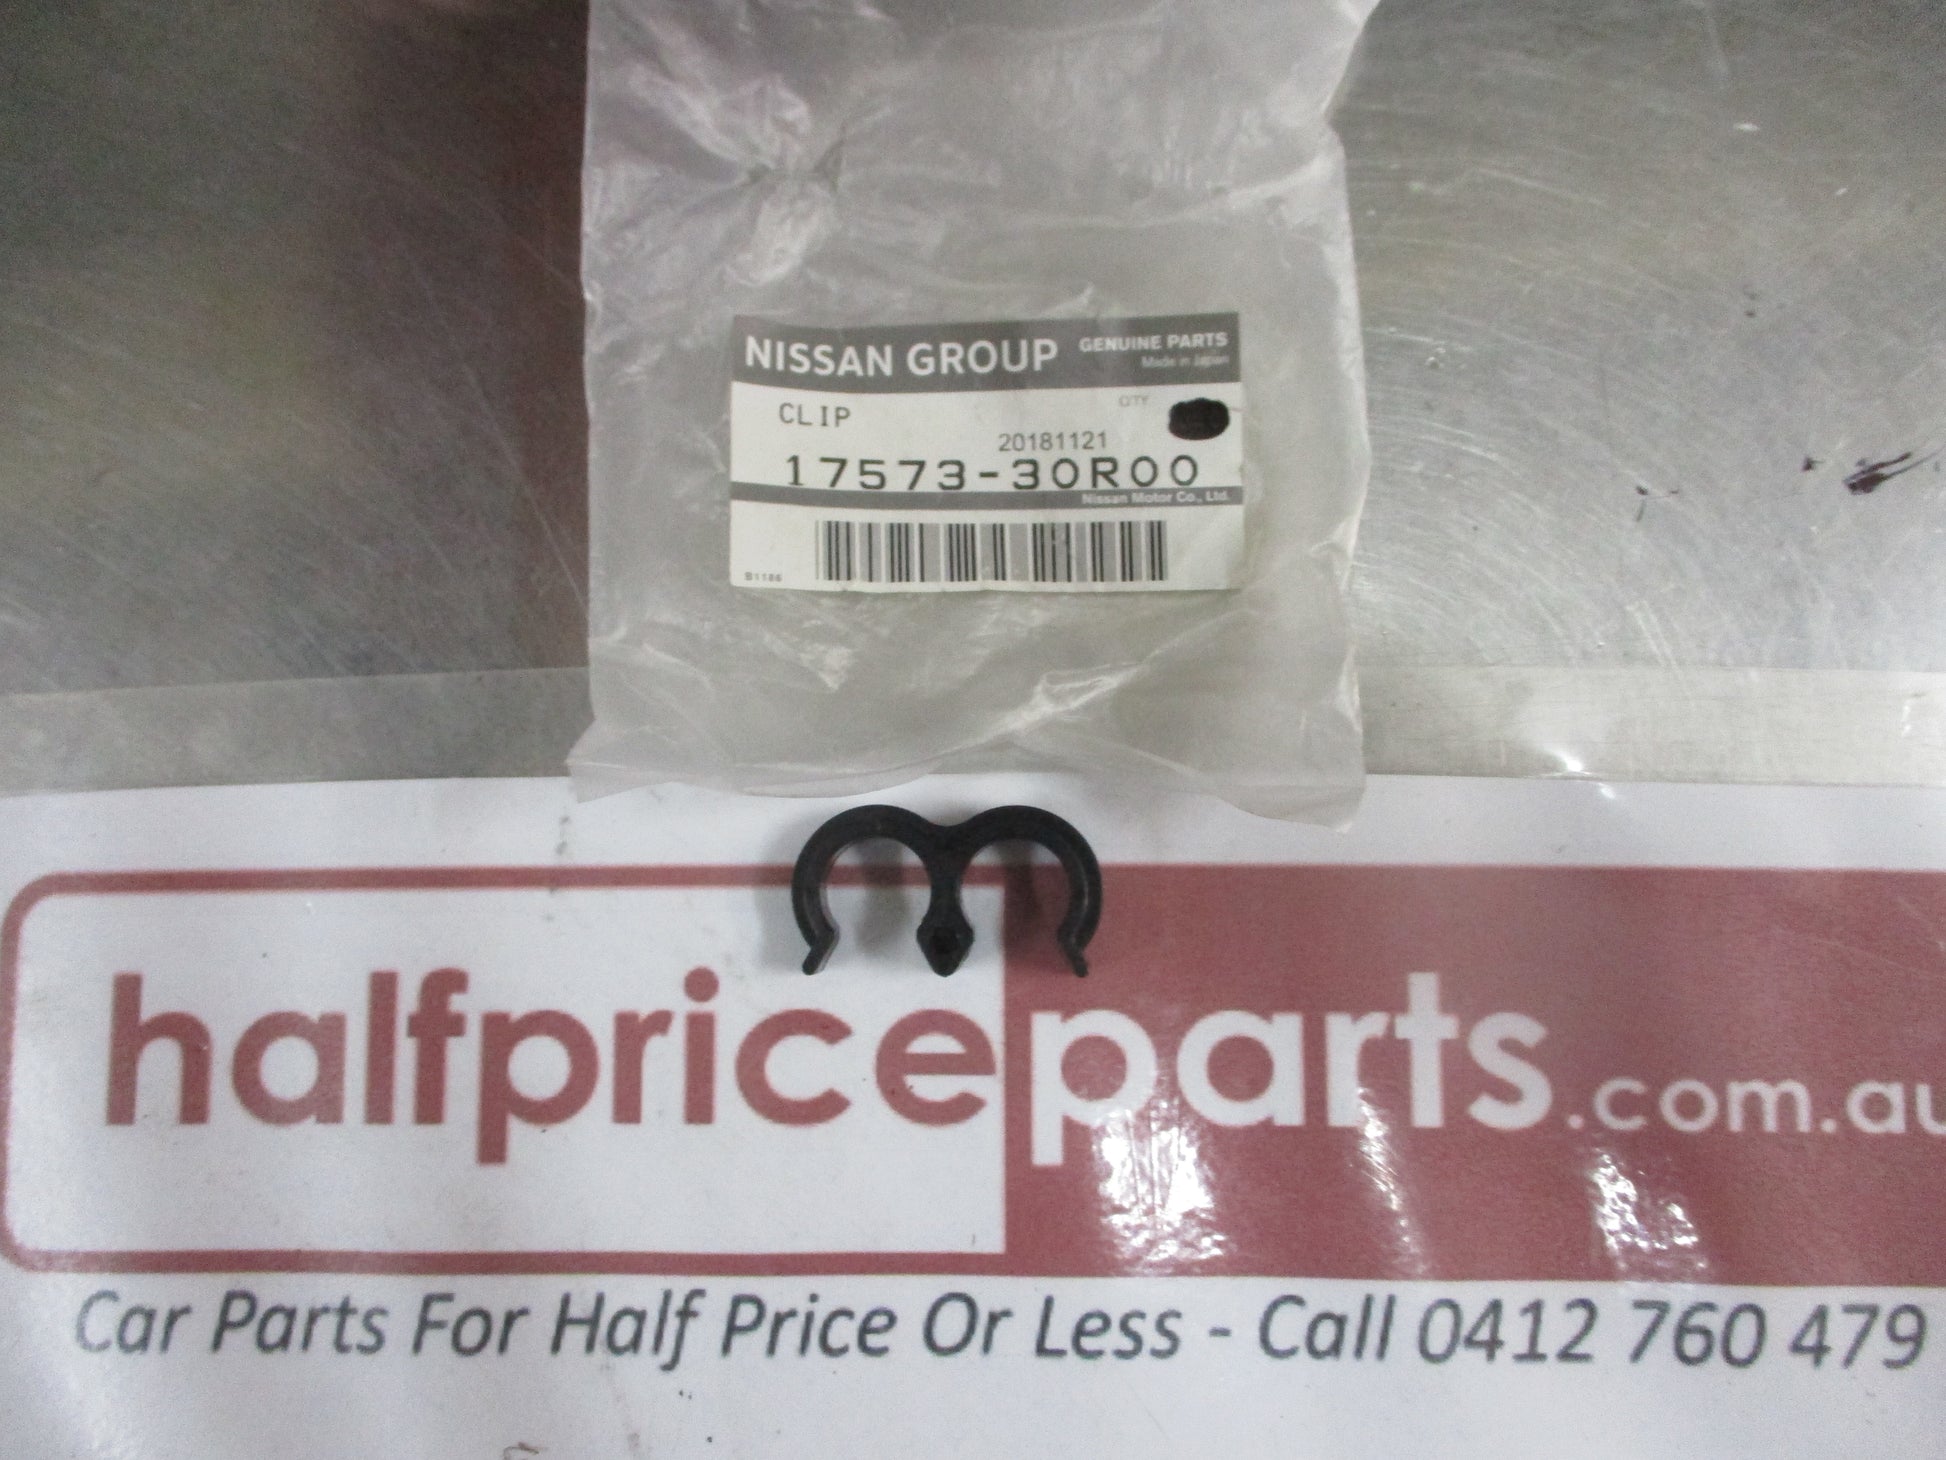 NISSAN GROUP GENUINE PARTS
Made in Japan
CLIP QTY
20181121
17573-30R00
Nissan Motor Co., Ltd.
B1186
halfpriceparts.com.au
Car Parts For Half Price Or Less - Call 0412 760 479